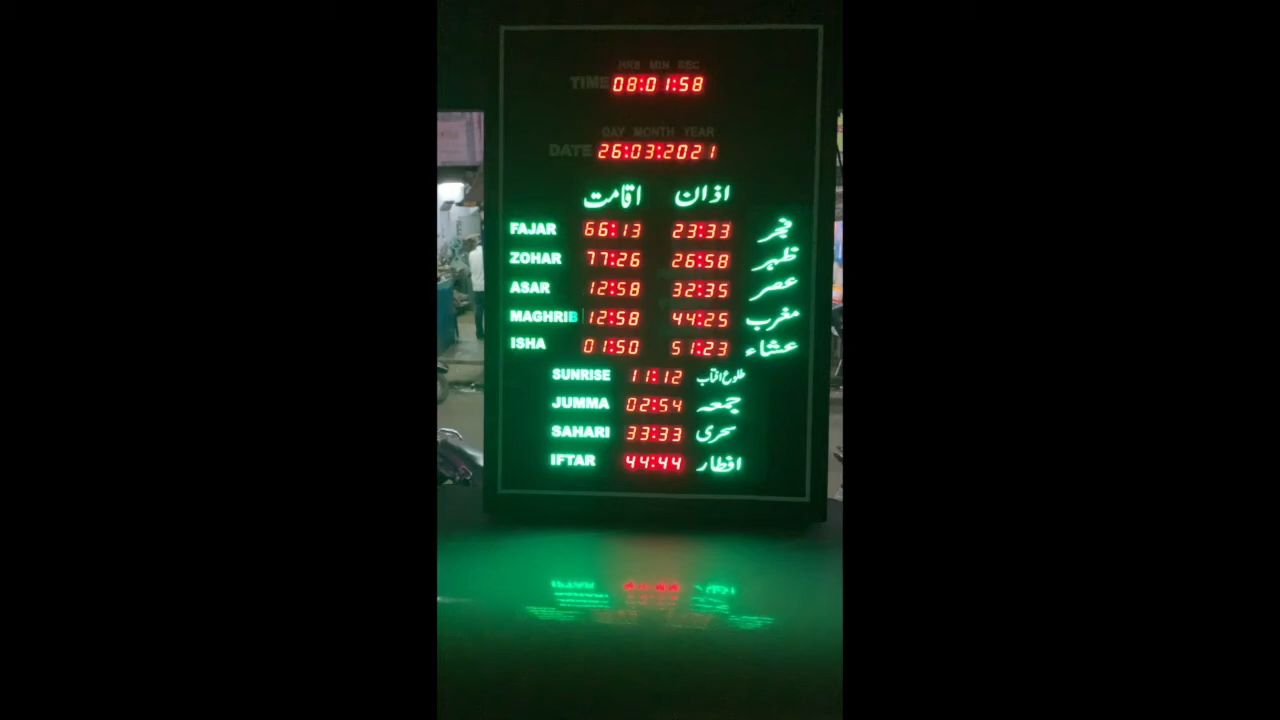 HRS MIN SEC
TIME 08:01:58
DAY MONTH YEAR
DATE 26:03:2021
اذان اقامت
FAJAR 66:13 23:33 فجر
ZOHAR 77:26 26:58 ظہر
ASAR 12:58 32:35 عصر
MAGHRIB 12:58 44:25 مغرب
ISHA 01:50 51:23 عشاء
SUNRISE 11:12 طلوع آفتاب
JUMMA 02:54 جمعہ
SAHARI 33:33 سحری
IFTAR 44:44 افطار